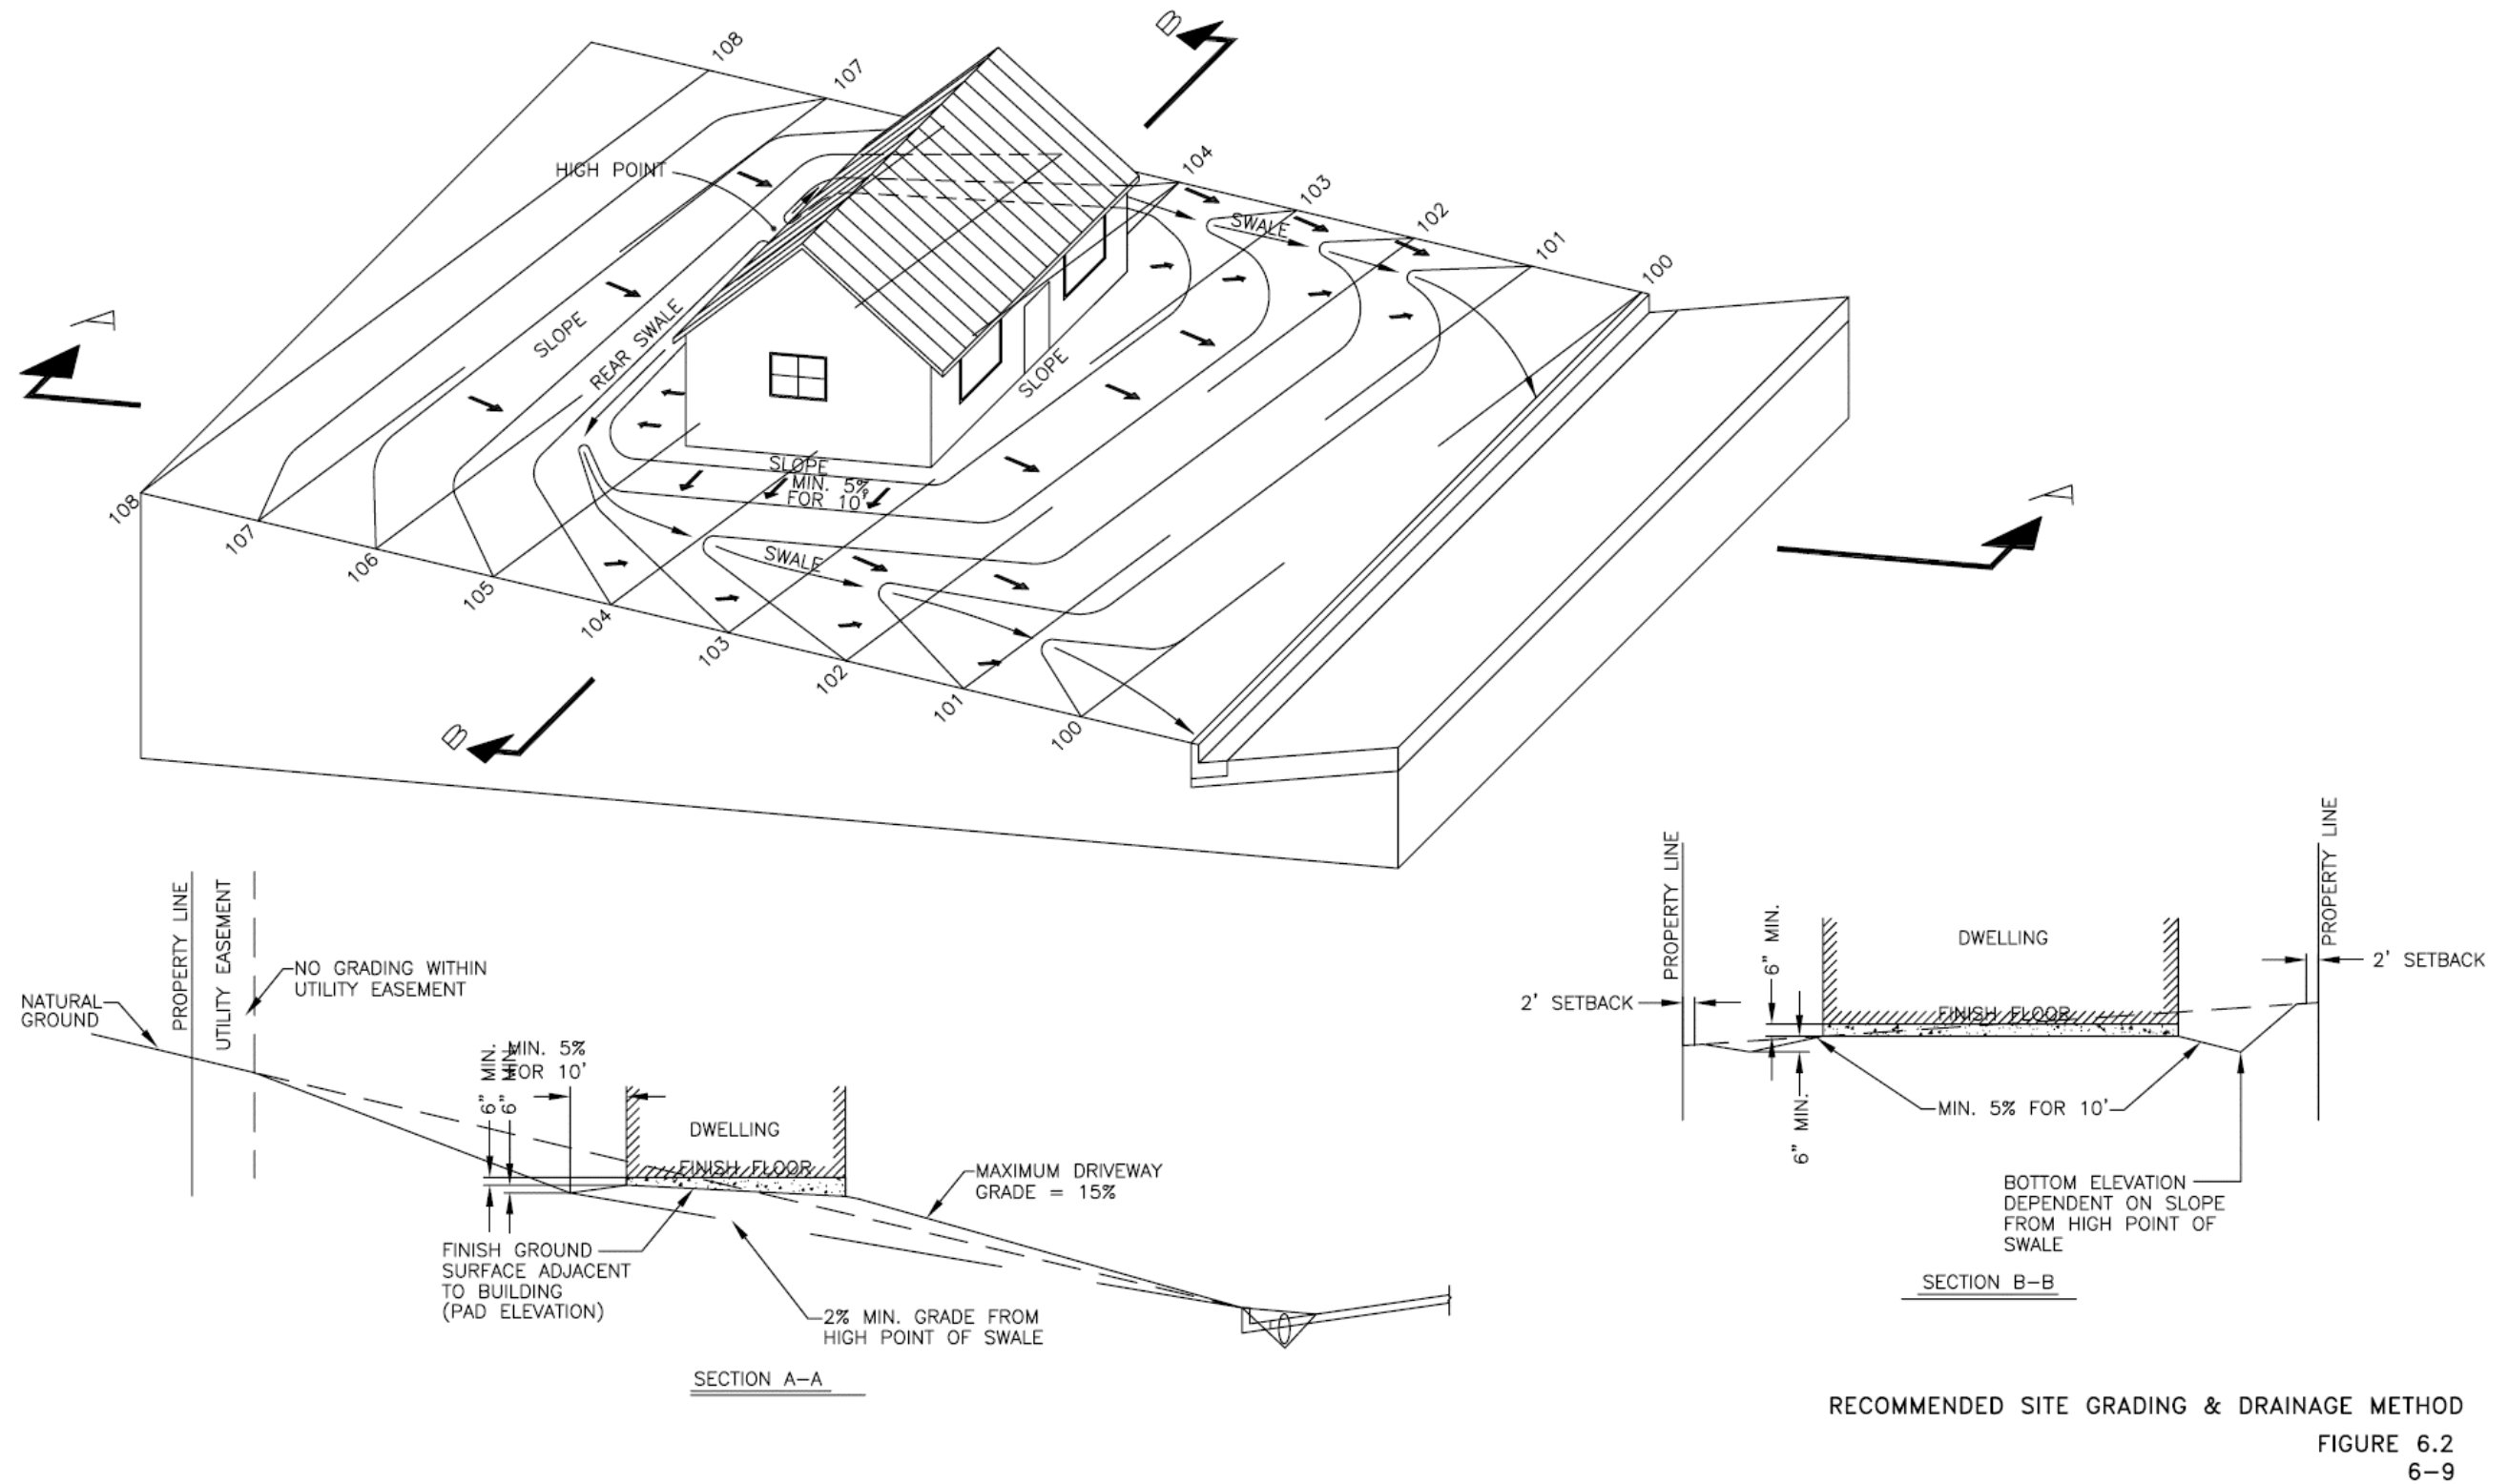 B
108
107
HIGH POINT
104
103
SWALE
102
101
100
A
SLOPE
REAR SWALE
SLOPE
A
SLOPE
MIN. 5%
FOR 10'
108
107
106
105
104
103
102
101
100
SWALE
B
PROPERTY LINE
UTILITY EASEMENT
NO GRADING WITHIN
UTILITY EASEMENT
NATURAL
GROUND
6" MIN.
6" MIN.
MIN. 5%
FOR 10'
DWELLING
FINISH FLOOR
MAXIMUM DRIVEWAY
GRADE = 15%
FINISH GROUND
SURFACE ADJACENT
TO BUILDING
(PAD ELEVATION)
2% MIN. GRADE FROM
HIGH POINT OF SWALE
SECTION A-A
PROPERTY LINE
PROPERTY LINE
6" MIN.
DWELLING
2' SETBACK
2' SETBACK
FINISH FLOOR
6" MIN.
MIN. 5% FOR 10'
BOTTOM ELEVATION
DEPENDENT ON SLOPE
FROM HIGH POINT OF
SWALE
SECTION B-B
RECOMMENDED SITE GRADING & DRAINAGE METHOD
FIGURE 6.2
6-9